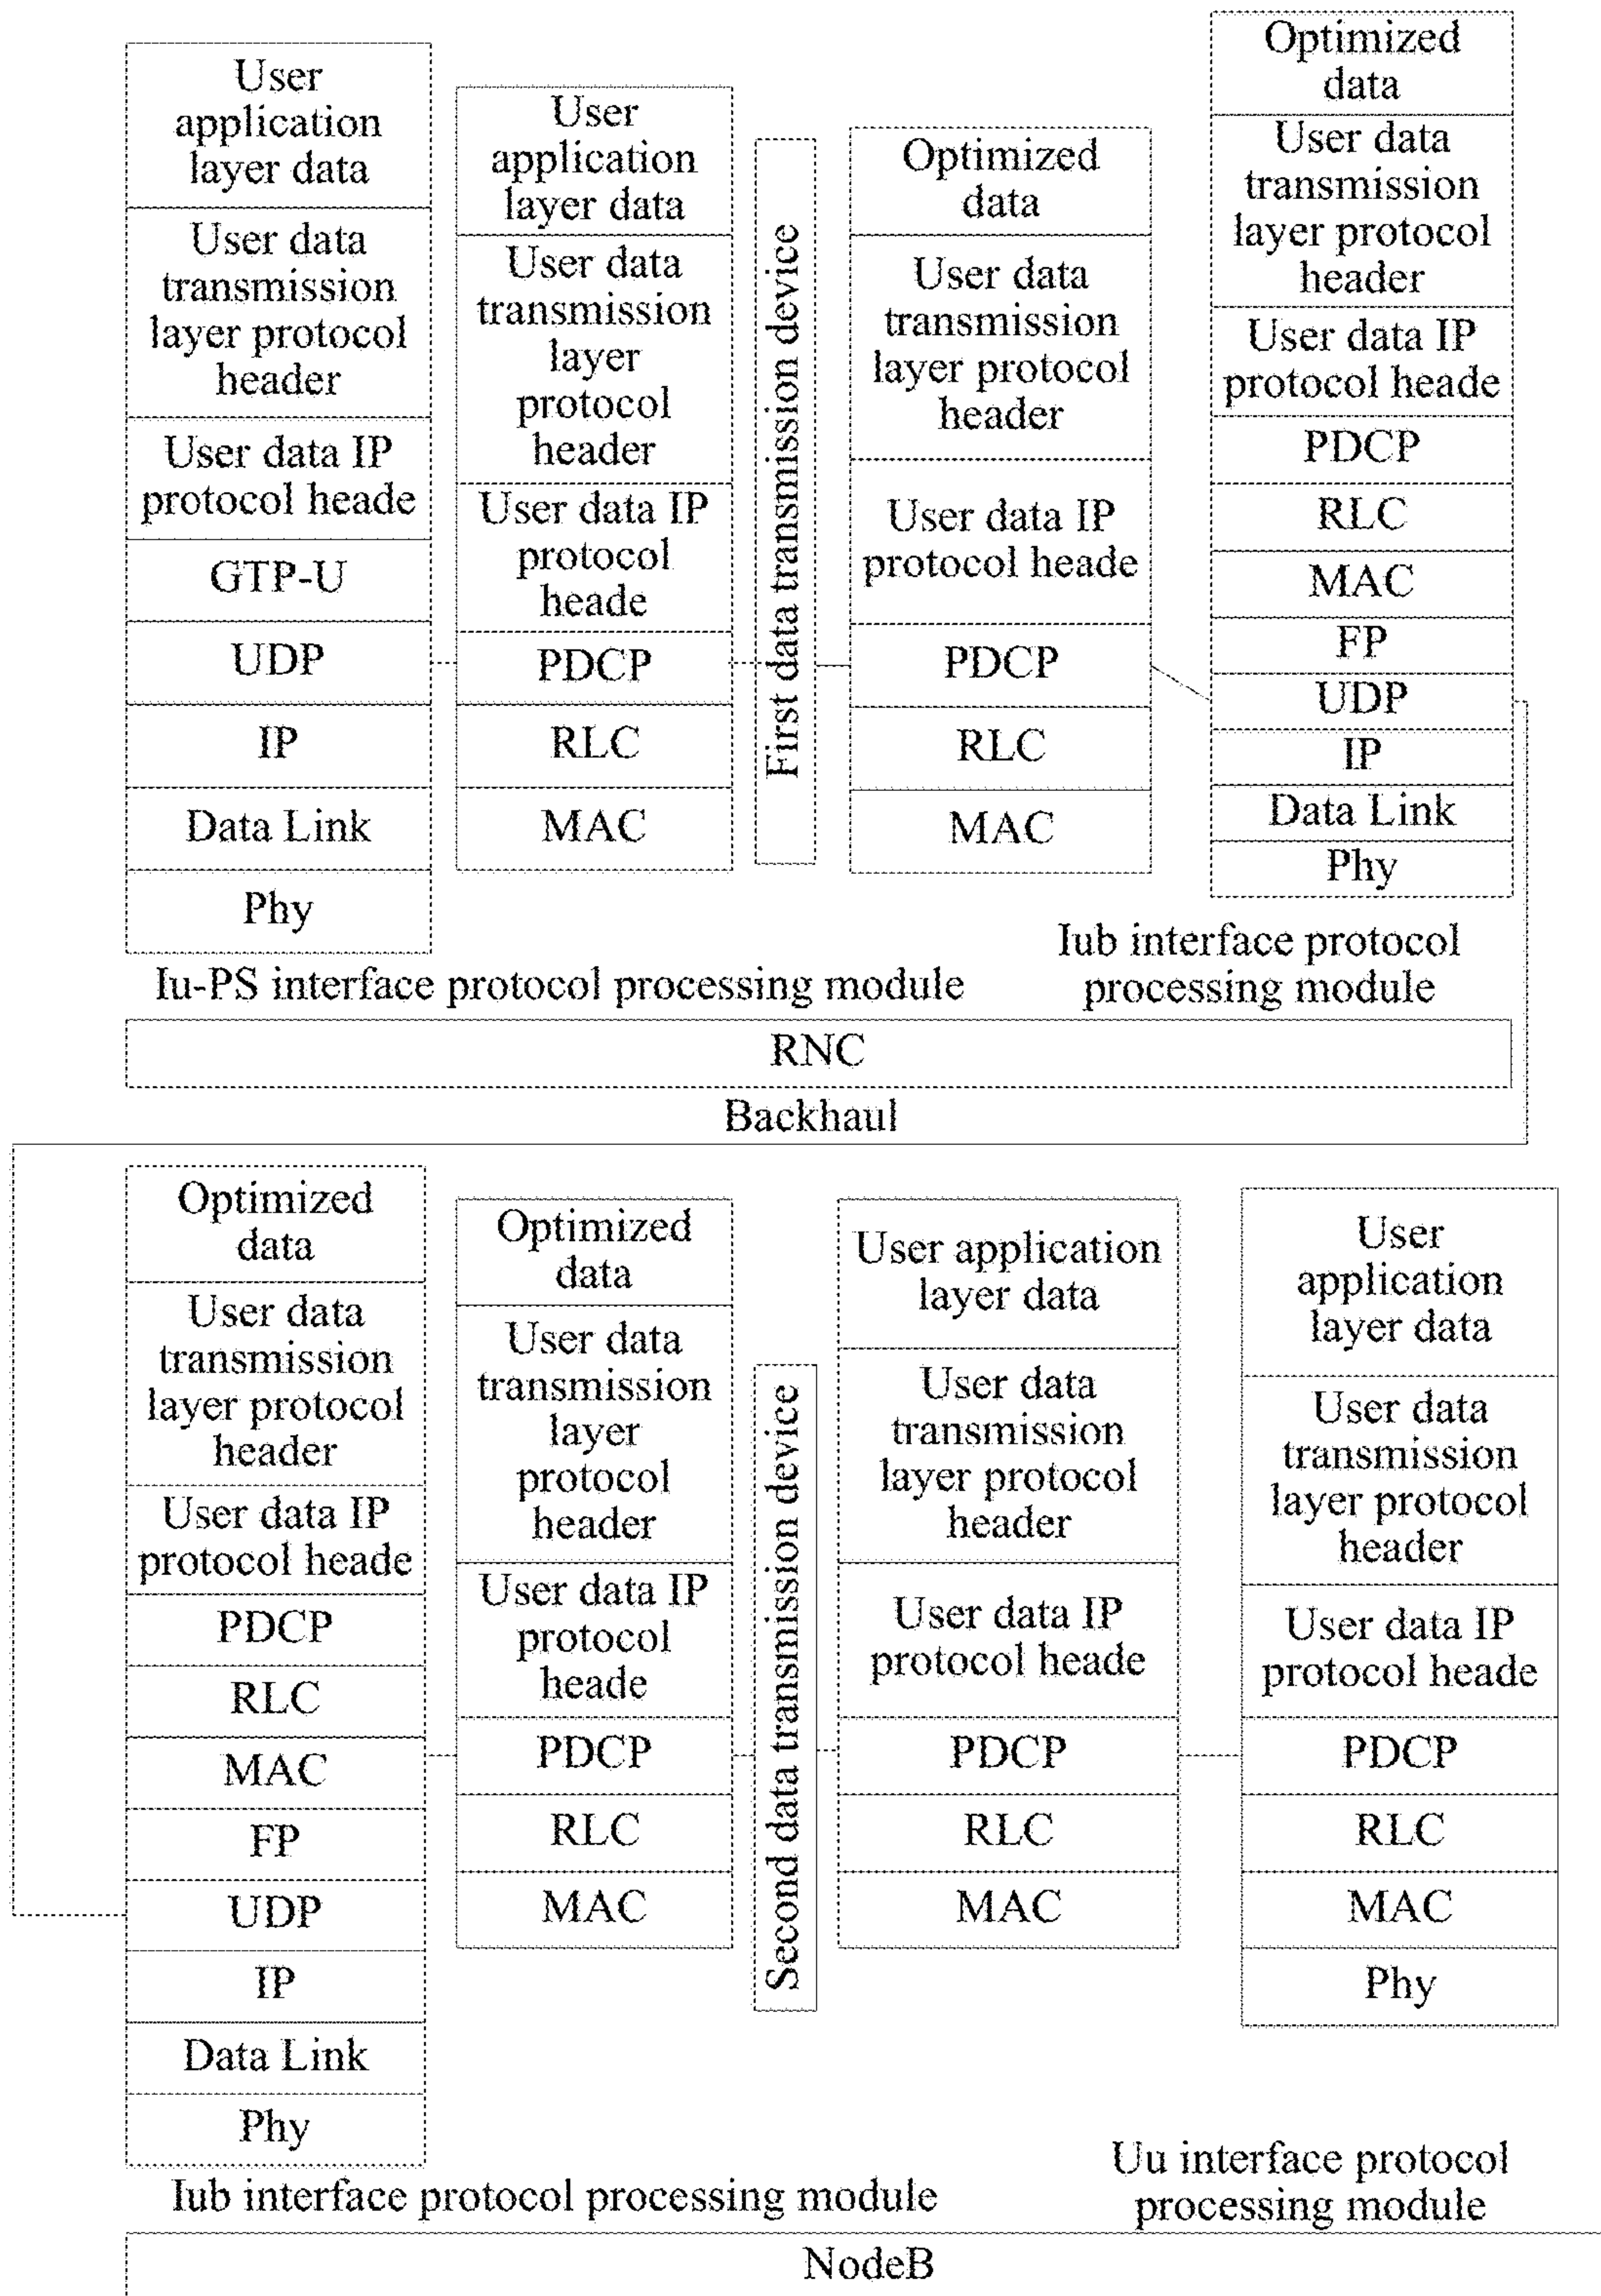 User
application
layer data
User data
transmission
layer protocol
header
User data IP
protocol heade
GTP-U
UDP
IP
Data Link
Phy
User
application
layer data
User data
transmission
layer
protocol
header
User data IP
protocol
heade
PDCP
RLC
MAC
First data transmission device
Optimized
data
User data
transmission
layer protocol
header
User data IP
protocol heade
PDCP
RLC
MAC
Optimized
data
User data
transmission
layer protocol
header
User data IP
protocol heade
PDCP
RLC
MAC
FP
UDP
IP
Data Link
Phy
Iu-PS interface protocol processing module
Iub interface protocol
processing module
RNC
Backhaul
Optimized
data
User data
transmission
layer protocol
header
User data IP
protocol heade
PDCP
RLC
MAC
FP
UDP
IP
Data Link
Phy
Optimized
data
User data
transmission
layer
protocol
header
User data IP
protocol
heade
PDCP
RLC
MAC
Second data transmission device
User application
layer data
User data
transmission
layer protocol
header
User data IP
protocol heade
PDCP
RLC
MAC
User
application
layer data
User data
transmission
layer protocol
header
User data IP
protocol heade
PDCP
RLC
MAC
Phy
Iub interface protocol processing module
Uu interface protocol
processing module
NodeB